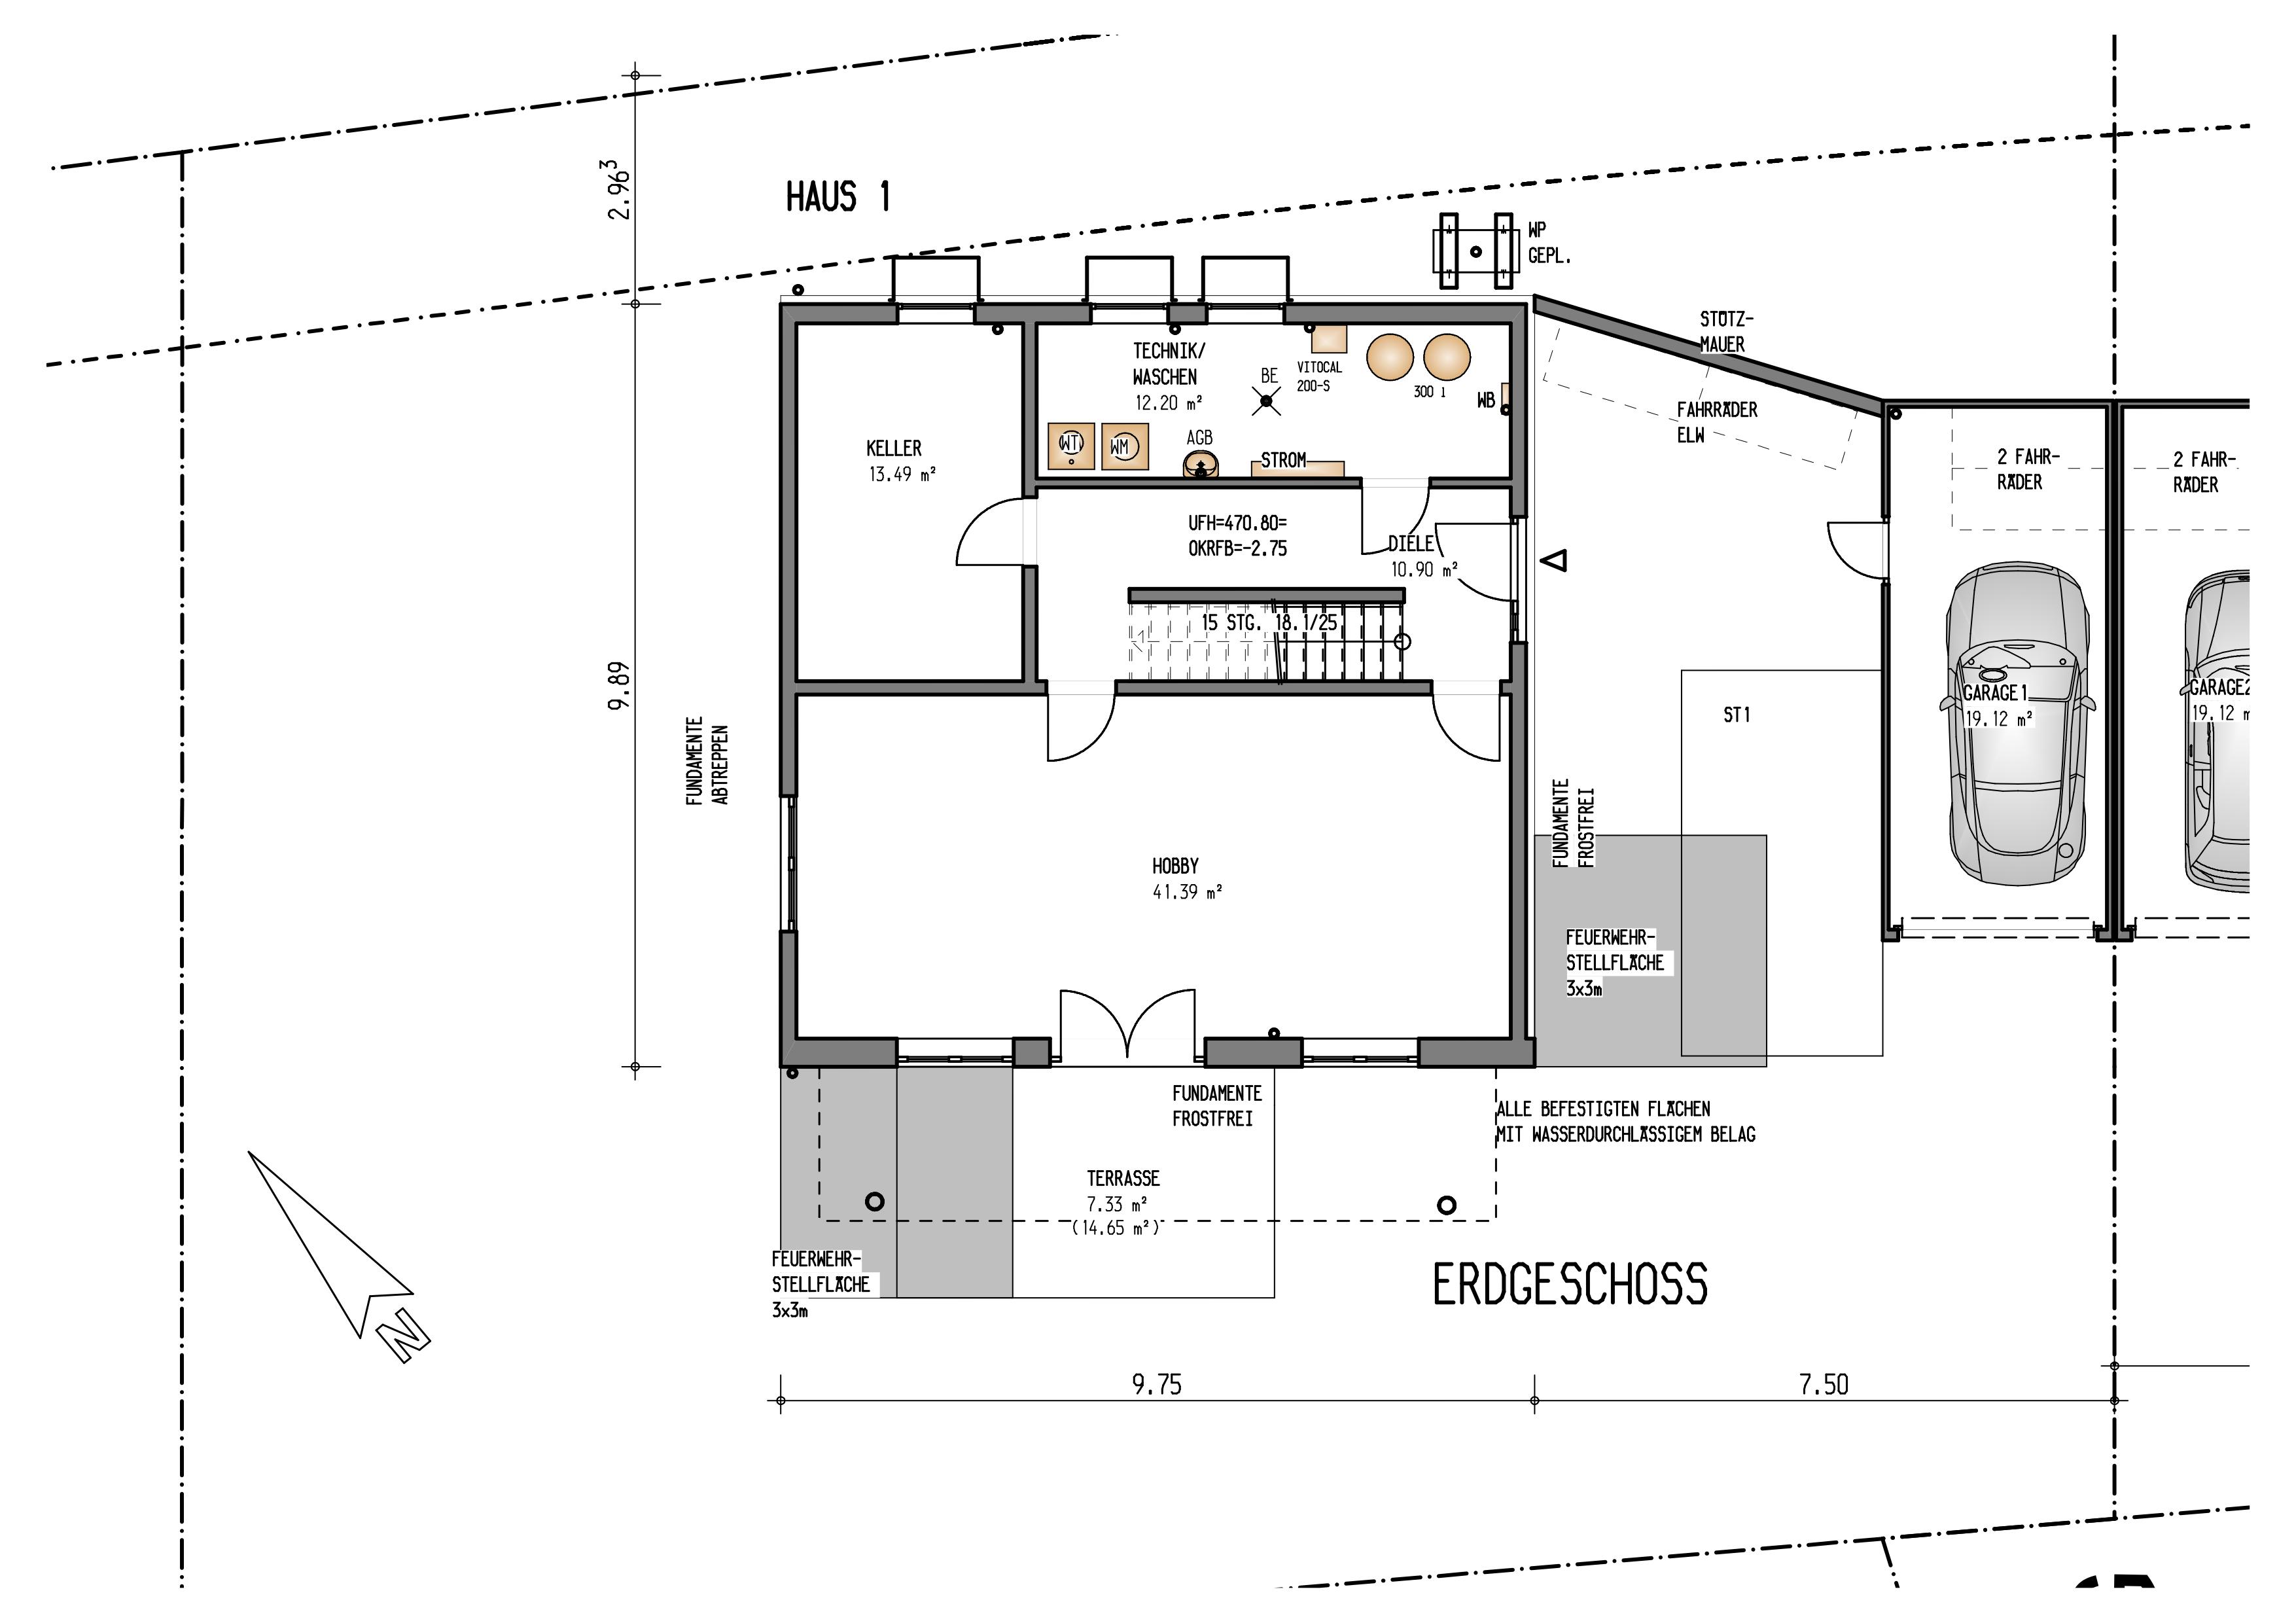 2.96³
HAUS 1
WP
GEPL.
STÜTZ-
MAUER
TECHNIK/
WASCHEN
12.20 m²
BE
VITOCAL
200-S
300 l
WB
FAHRRÄDER
ELW
WT
WM
AGB
STROM
KELLER
13.49 m²
2 FAHR-
RÄDER
2 FAHR-
RÄDER
UFH=470.80=
OKRFB=-2.75
DIELE
10.90 m²
15 STG. 18.1/25
9.89
FUNDAMENTE
ABTREPPEN
ST1
GARAGE1
19.12 m²
GARAGE2
19.12 m
FUNDAMENTE
FROSTFREI
HOBBY
41.39 m²
FEUERWEHR-
STELLFLÄCHE
3x3m
FUNDAMENTE
FROSTFREI
ALLE BEFESTIGTEN FLÄCHEN
MIT WASSERDURCHLÄSSIGEM BELAG
TERRASSE
7.33 m²
(14.65 m²)
FEUERWEHR-
STELLFLÄCHE
3x3m
ERDGESCHOSS
N
9.75
7.50